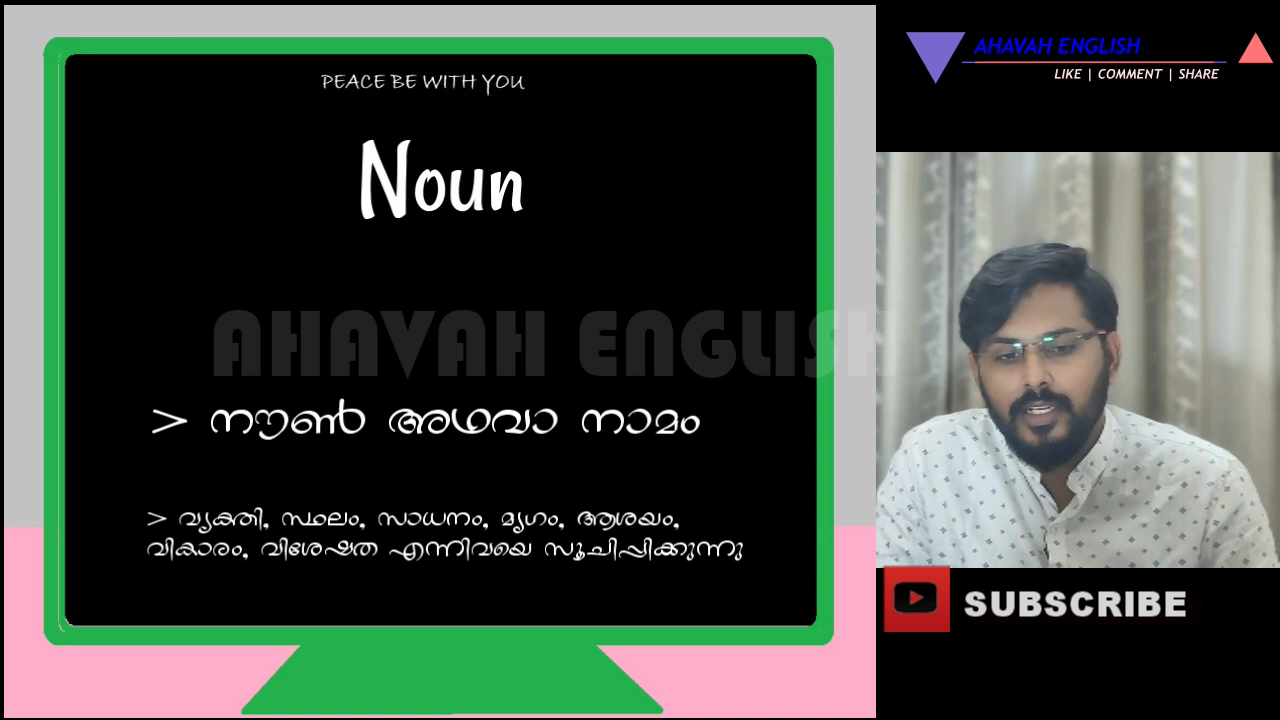 PEACE BE WITH YOU
Noun
AHAVAH ENGLISH
> നൗൺ അഥവാ നാമം
> വ്യക്തി, സ്ഥലം, സാധനം, മൃഗം, ആശയം,
വികാരം, വിശേഷത എന്നിവയെ സൂചിപ്പിക്കുന്നു
AHAVAH ENGLISH
LIKE | COMMENT | SHARE
SUBSCRIBE